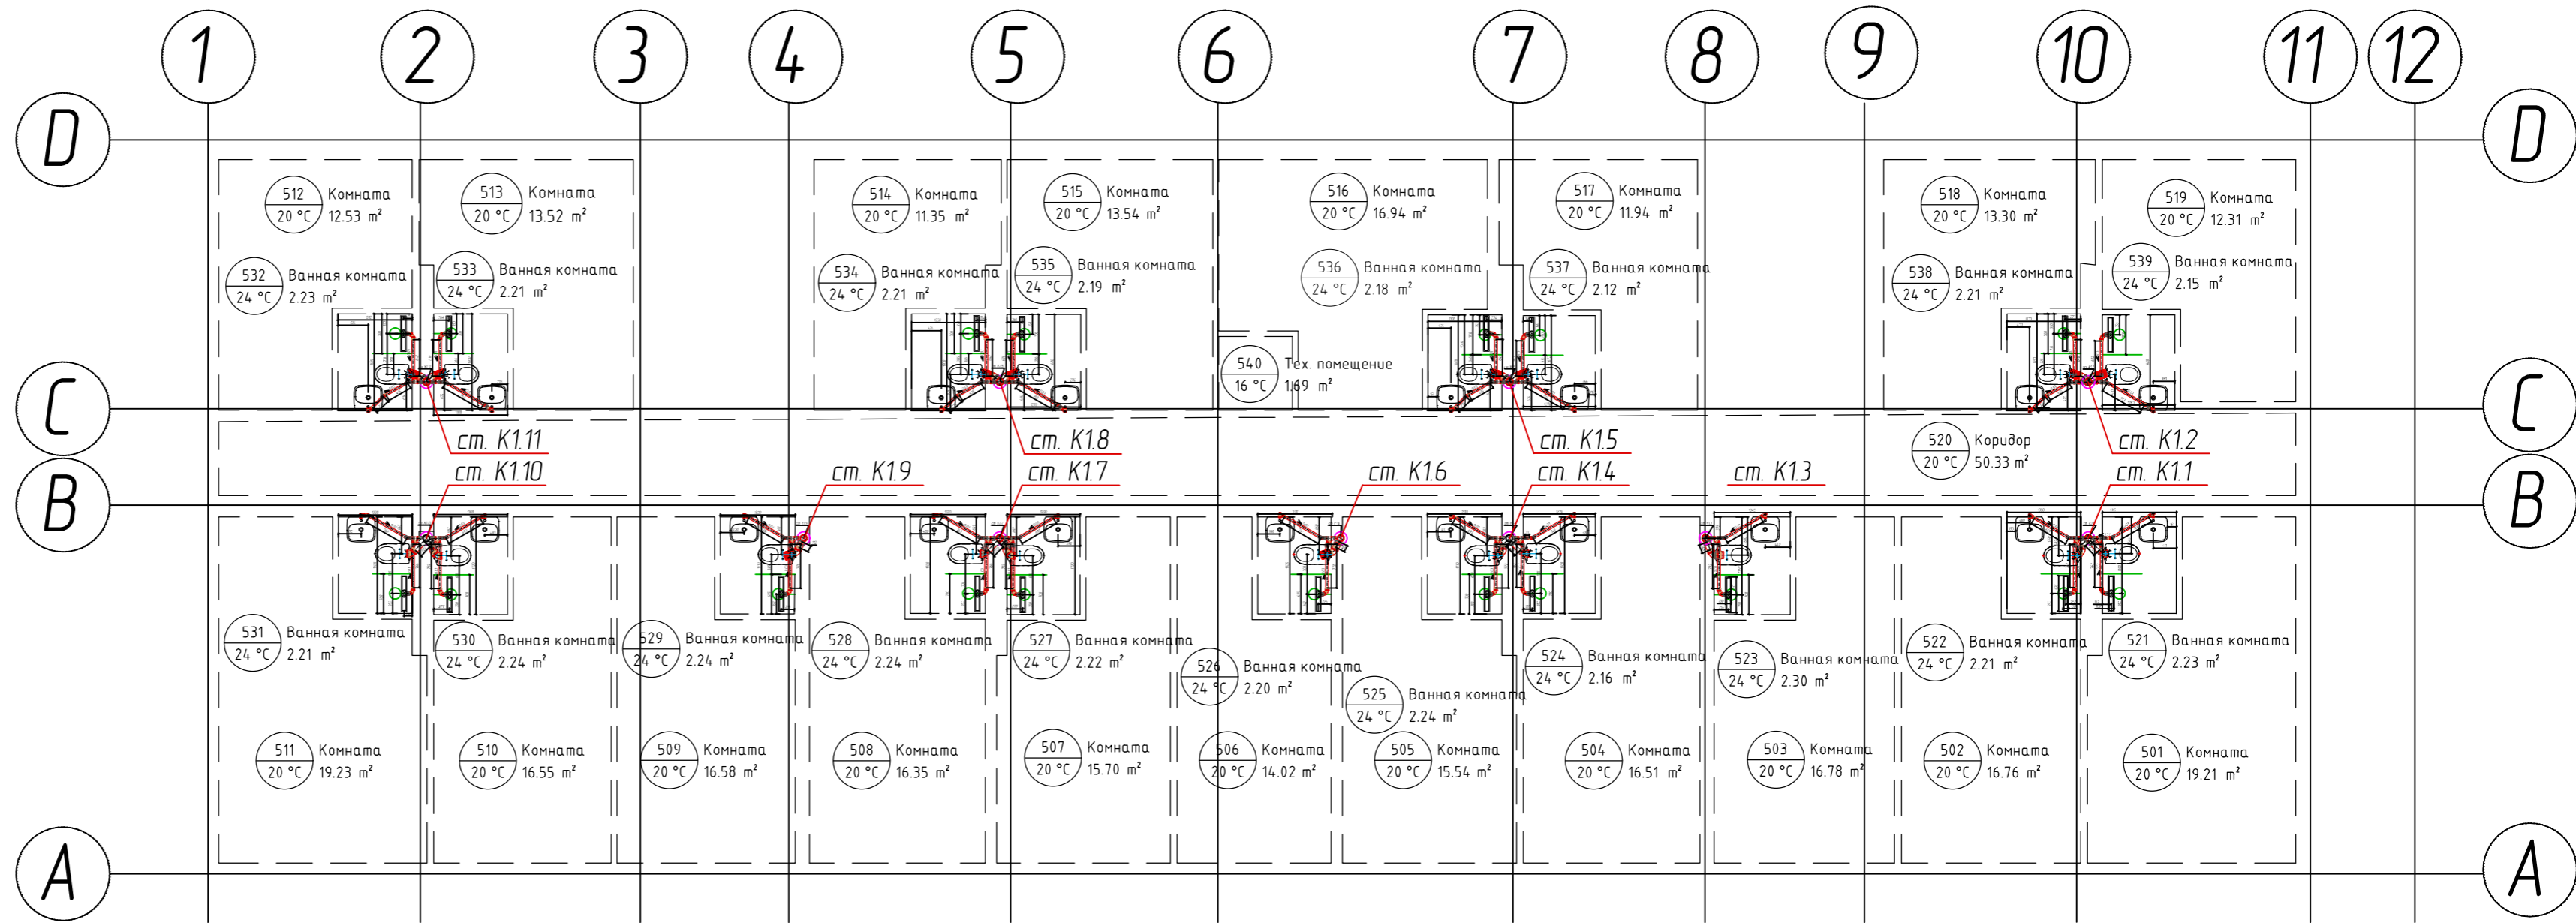 1 2 3 4 5 6 7 8 9 10 11 12
D D
512 Комната
20 °C 12.53 m²
513 Комната
20 °C 13.52 m²
514 Комната
20 °C 11.35 m²
515 Комната
20 °C 13.54 m²
516 Комната
20 °C 16.94 m²
517 Комната
20 °C 11.94 m²
518 Комната
20 °C 13.30 m²
519 Комната
20 °C 12.31 m²
532 Ванная комната
24 °C 2.23 m²
533 Ванная комната
24 °C 2.21 m²
534 Ванная комната
24 °C 2.21 m²
535 Ванная комната
24 °C 2.19 m²
536 Ванная комната
24 °C 2.18 m²
537 Ванная комната
24 °C 2.12 m²
538 Ванная комната
24 °C 2.21 m²
539 Ванная комната
24 °C 2.15 m²
540 Тех. помещение
16 °C 1.69 m²
C C
ст. К1.11
ст. К1.8
ст. К1.5
ст. К1.2
520 Коридор
20 °C 50.33 m²
ст. К1.10
ст. К1.9
ст. К1.7
ст. К1.6
ст. К1.4
ст. К1.3
ст. К1.1
B B
531 Ванная комната
24 °C 2.21 m²
530 Ванная комната
24 °C 2.24 m²
529 Ванная комната
24 °C 2.24 m²
528 Ванная комната
24 °C 2.24 m²
527 Ванная комната
24 °C 2.22 m²
526 Ванная комната
24 °C 2.20 m²
525 Ванная комната
24 °C 2.24 m²
524 Ванная комната
24 °C 2.16 m²
523 Ванная комната
24 °C 2.30 m²
522 Ванная комната
24 °C 2.21 m²
521 Ванная комната
24 °C 2.23 m²
511 Комната
20 °C 19.23 m²
510 Комната
20 °C 16.55 m²
509 Комната
20 °C 16.58 m²
508 Комната
20 °C 16.35 m²
507 Комната
20 °C 15.70 m²
506 Комната
20 °C 14.02 m²
505 Комната
20 °C 15.54 m²
504 Комната
20 °C 16.51 m²
503 Комната
20 °C 16.78 m²
502 Комната
20 °C 16.76 m²
501 Комната
20 °C 19.21 m²
A A